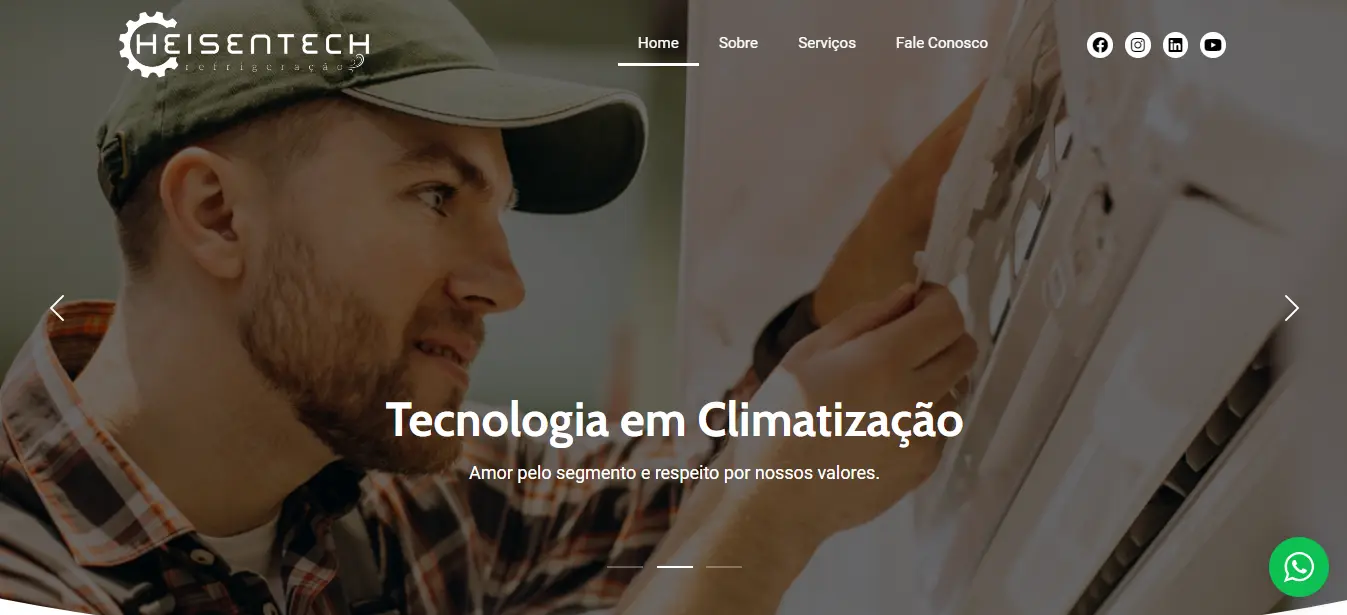 HEISENTECH
refrigeração
Home
Sobre
Serviços
Fale Conosco
Tecnologia em Climatização
Amor pelo segmento e respeito por nossos valores.